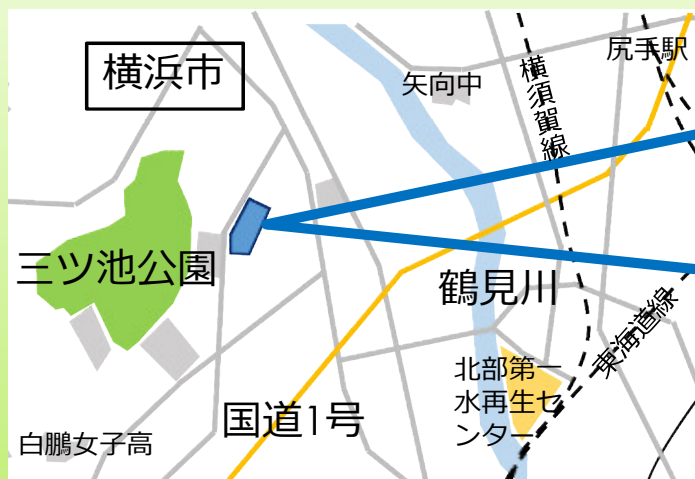 横浜市
矢向中
尻手駅
横須賀線
三ツ池公園
鶴見川
東海道線
北部第一
水再生セ
ンター
国道1号
白鵬女子高